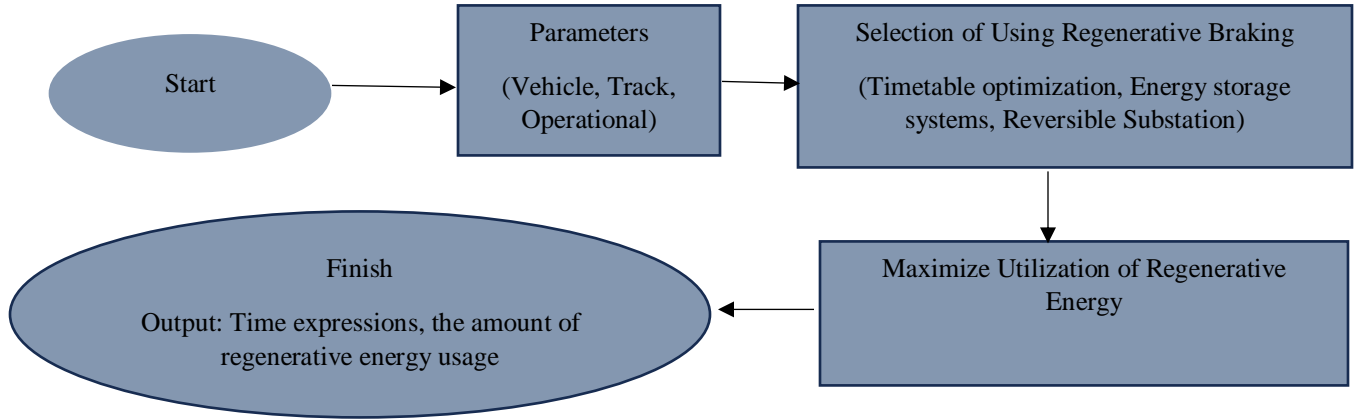 Start
Parameters
(Vehicle, Track,
Operational)
Selection of Using Regenerative Braking
(Timetable optimization, Energy storage
systems, Reversible Substation)
Maximize Utilization of Regenerative
Energy
Finish
Output: Time expressions, the amount of
regenerative energy usage